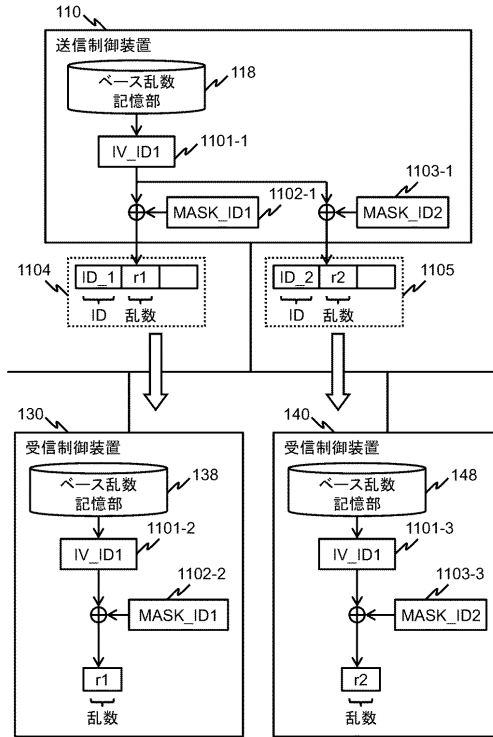 110
送信制御装置
ベース乱数
記憶部
118
IV_ID1
1101-1
1102-1
1103-1
MASK_ID1
MASK_ID2
1104
ID_1 r1
ID 乱数
ID_2 r2
ID 乱数
1105
130
受信制御装置
ベース乱数
記憶部
138
1101-2
IV_ID1
1102-2
MASK_ID1
r1
乱数
140
受信制御装置
ベース乱数
記憶部
148
1101-3
IV_ID1
1103-3
MASK_ID2
r2
乱数